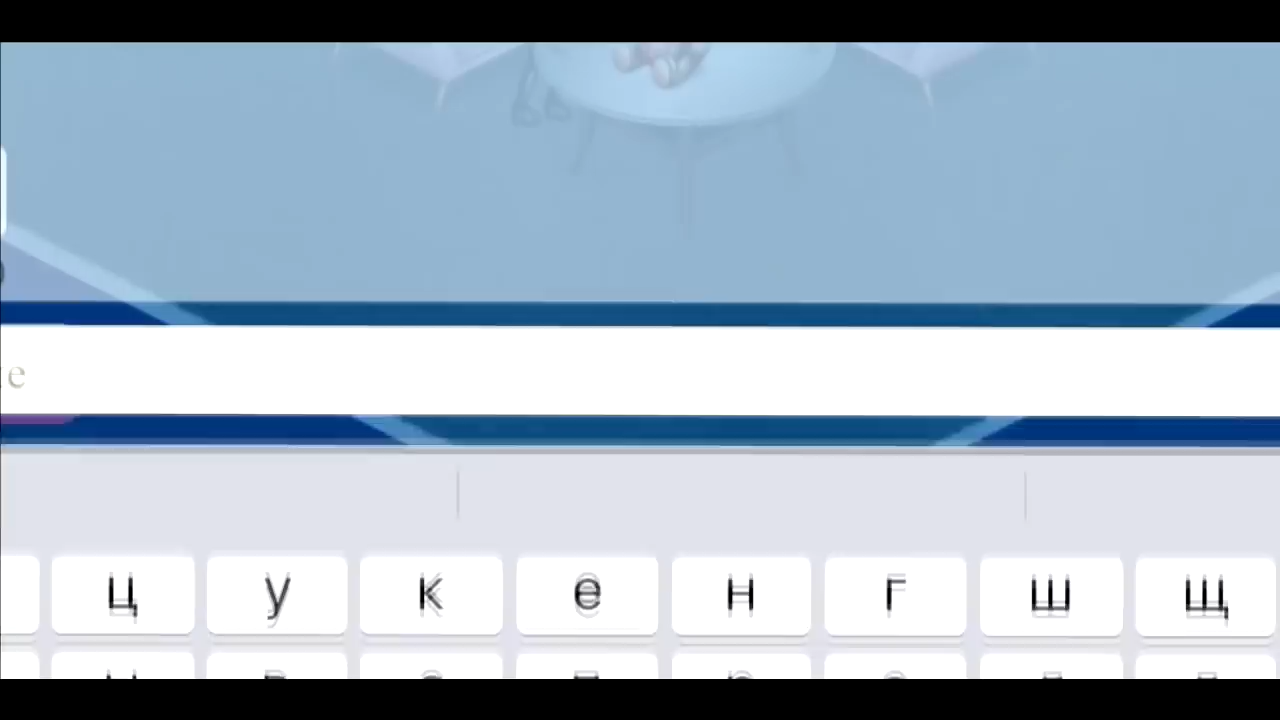 е
ц у к е н г ш щ